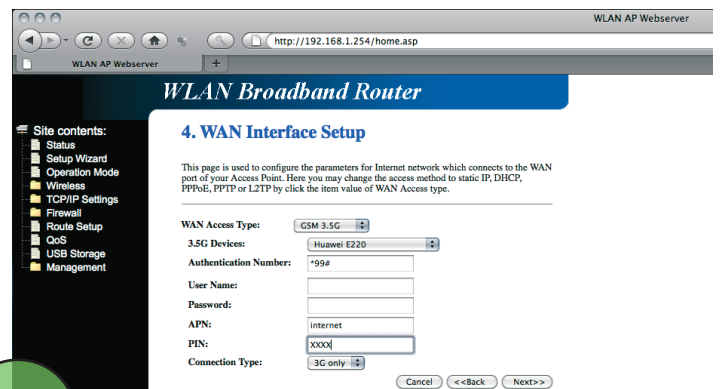 WLAN AP Webserver
http://192.168.1.254/home.asp
WLAN AP Webserver
+
WLAN Broadband Router
Site contents:
Status
Setup Wizard
Operation Mode
Wireless
TCP/IP Settings
Firewall
Route Setup
QoS
USB Storage
Management
4. WAN Interface Setup
This page is used to configure the parameters for Internet network which connects to the WAN
port of your Access Point. Here you may change the access method to static IP, DHCP,
PPPoE, PPTP or L2TP by click the item value of WAN Access type.
WAN Access Type: GSM 3.5G
3.5G Devices: Huawei E220
Authentication Number: *99#
User Name:
Password:
APN: internet
PIN: XXXX
Connection Type: 3G only
Cancel <<Back Next>>